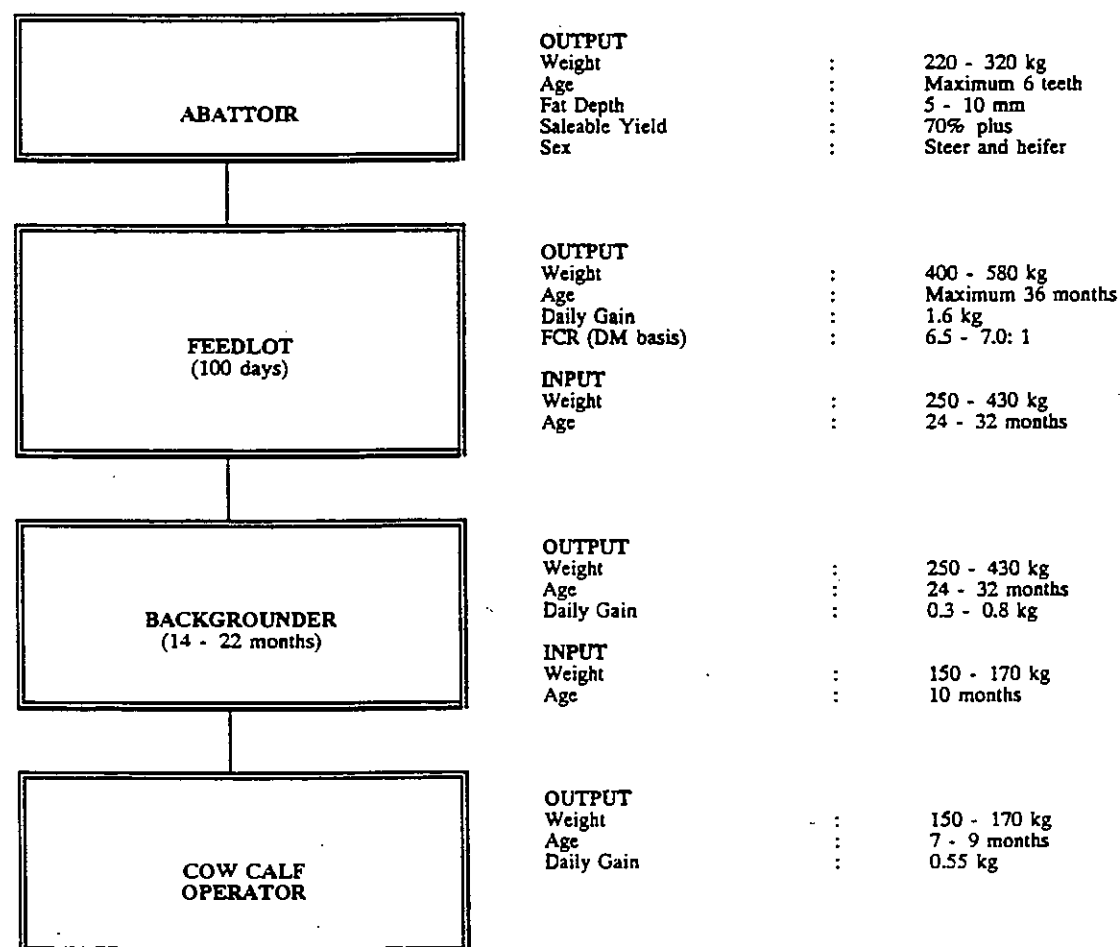 ABATTOIR
OUTPUT
Weight : 220 - 320 kg
Age : Maximum 6 teeth
Fat Depth : 5 - 10 mm
Saleable Yield : 70% plus
Sex : Steer and heifer
FEEDLOT
(100 days)
OUTPUT
Weight : 400 - 580 kg
Age : Maximum 36 months
Daily Gain : 1.6 kg
FCR (DM basis) : 6.5 - 7.0: 1
INPUT
Weight : 250 - 430 kg
Age : 24 - 32 months
BACKGROUNDER
(14 - 22 months)
OUTPUT
Weight : 250 - 430 kg
Age : 24 - 32 months
Daily Gain : 0.3 - 0.8 kg
INPUT
Weight : 150 - 170 kg
Age : 10 months
COW CALF
OPERATOR
OUTPUT
Weight : 150 - 170 kg
Age : 7 - 9 months
Daily Gain : 0.55 kg